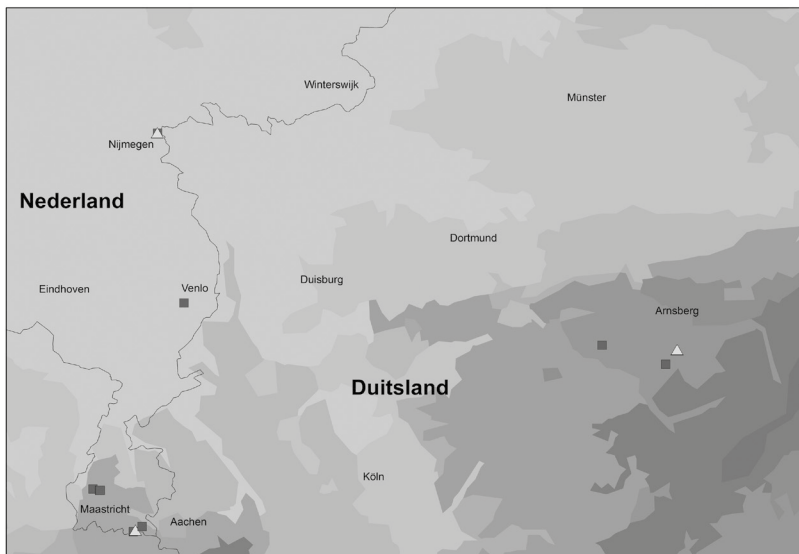 Winterswijk
Münster
Nijmegen
Nederland
Dortmund
Duisburg
Eindhoven
Venlo
Arnsberg
Duitsland
Köln
Maastricht
Aachen